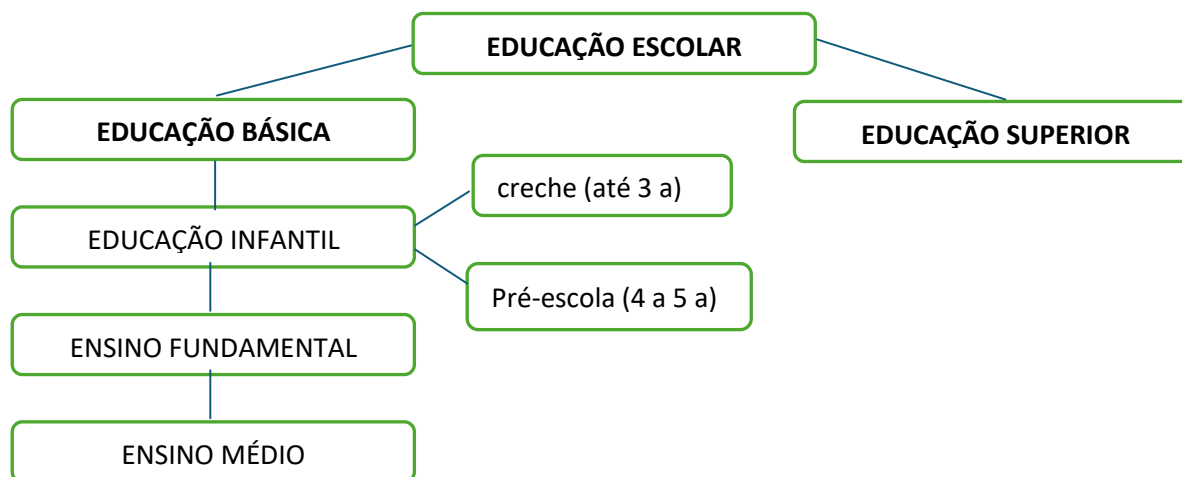 EDUCAÇÃO ESCOLAR
EDUCAÇÃO BÁSICA
EDUCAÇÃO SUPERIOR
creche (até 3 a)
EDUCAÇÃO INFANTIL
Pré-escola (4 a 5 a)
ENSINO FUNDAMENTAL
ENSINO MÉDIO